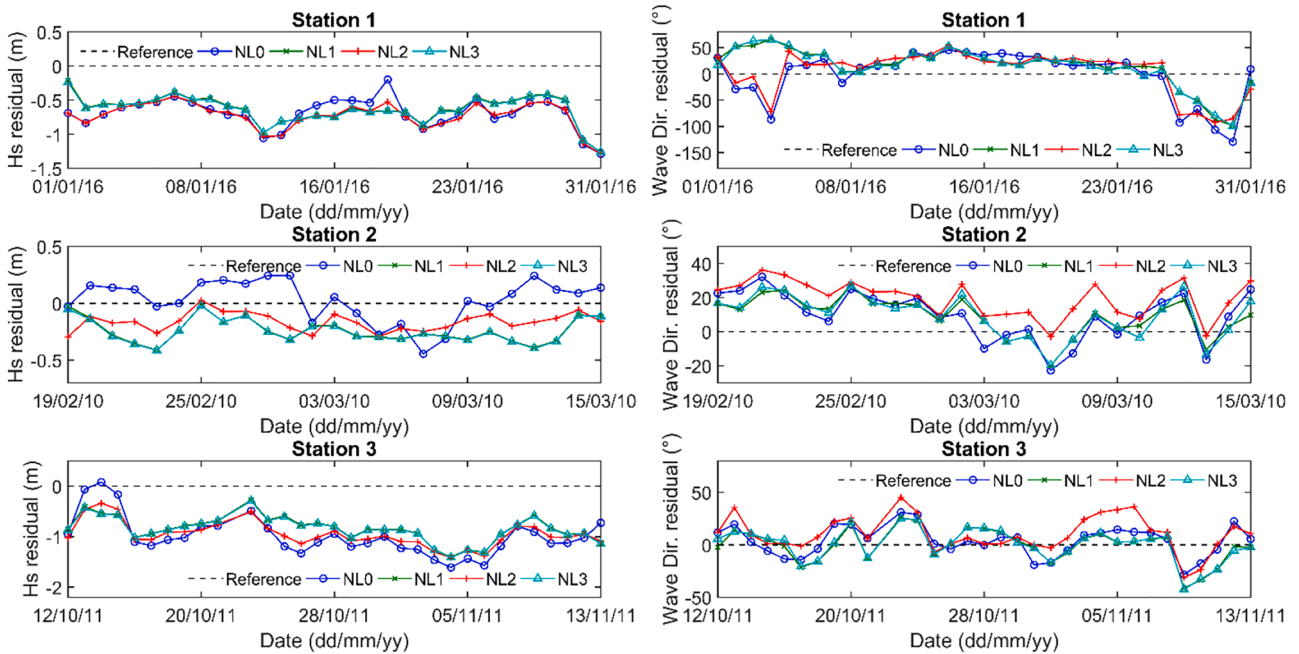 Station 1
Hs residual (m)
0.5
0
-0.5
-1
-1.5
Reference NL0 NL1 NL2 NL3
01/01/16 08/01/16 16/01/16 23/01/16 31/01/16
Date (dd/mm/yy)
Station 1
Wave Dir. residual (°)
50
0
-50
-100
-150
Reference NL0 NL1 NL2 NL3
01/01/16 08/01/16 16/01/16 23/01/16 31/01/16
Date (dd/mm/yy)
Station 2
Hs residual (m)
0.5
0
-0.5
Reference NL0 NL1 NL2 NL3
19/02/10 25/02/10 03/03/10 09/03/10 15/03/10
Date (dd/mm/yy)
Station 2
Wave Dir. residual (°)
40
20
0
-20
Reference NL0 NL1 NL2 NL3
19/02/10 25/02/10 03/03/10 09/03/10 15/03/10
Date (dd/mm/yy)
Station 3
Hs residual (m)
0
-1
-2
Reference NL0 NL1 NL2 NL3
12/10/11 20/10/11 28/10/11 05/11/11 13/11/11
Date (dd/mm/yy)
Station 3
Wave Dir. residual (°)
50
0
-50
Reference NL0 NL1 NL2 NL3
12/10/11 20/10/11 28/10/11 05/11/11 13/11/11
Date (dd/mm/yy)